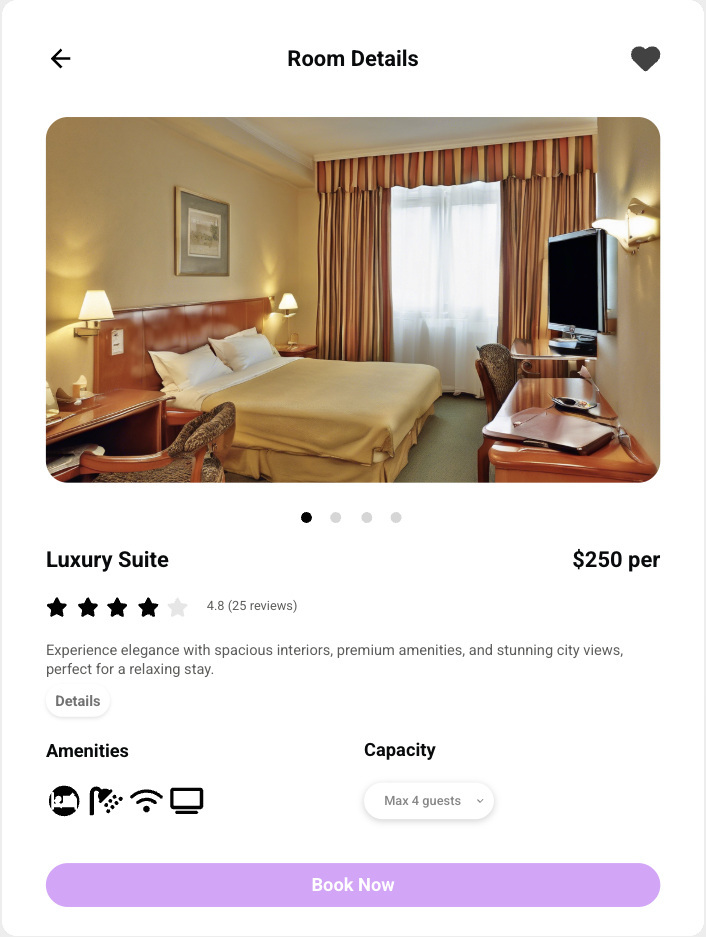 Room Details
Luxury Suite
$250 per
4.8 (25 reviews)
Experience elegance with spacious interiors, premium amenities, and stunning city views,
perfect for a relaxing stay.
Details
Amenities
Capacity
Max 4 guests
Book Now